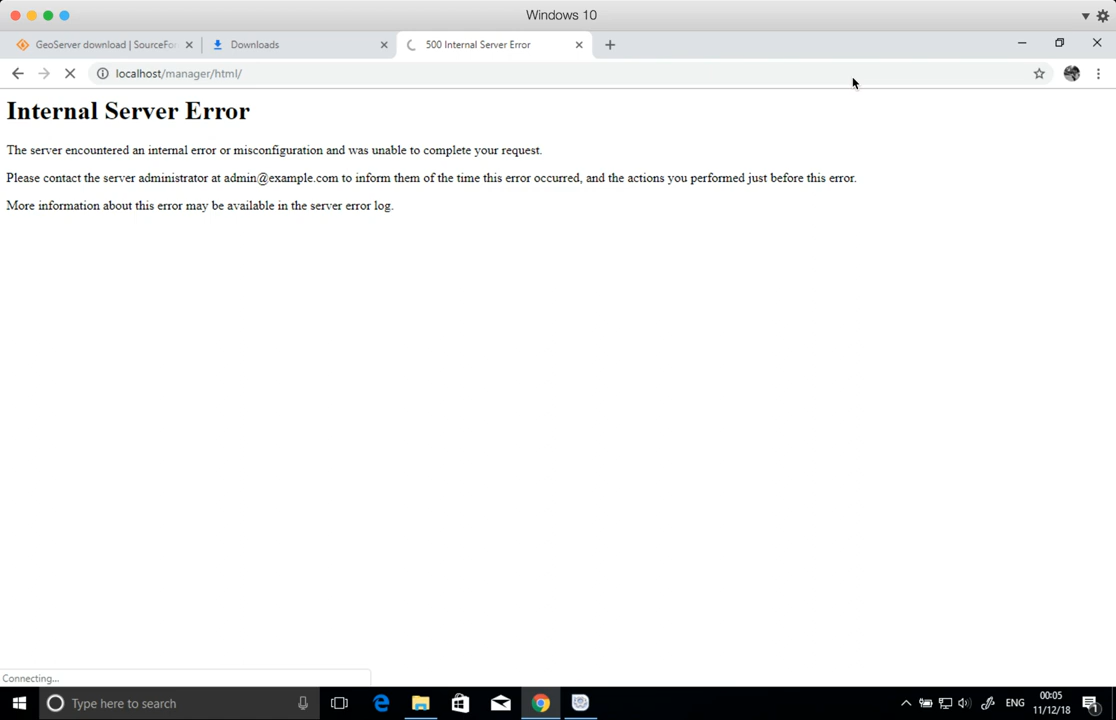 Windows 10
GeoServer download | SourceFor
Downloads
500 Internal Server Error
localhost/manager/html/
Internal Server Error
The server encountered an internal error or misconfiguration and was unable to complete your request.
Please contact the server administrator at admin@example.com to inform them of the time this error occurred, and the actions you performed just before this error.
More information about this error may be available in the server error log.
Connecting...
Type here to search
ENG
00:05
11/12/18
1